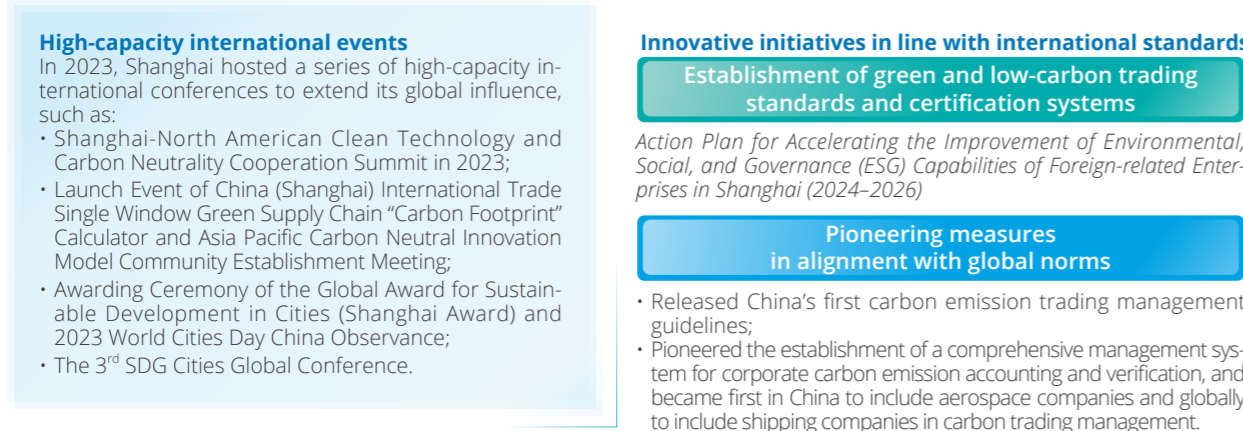 High-capacity international events
In 2023, Shanghai hosted a series of high-capacity in-
ternational conferences to extend its global influence,
such as:
• Shanghai-North American Clean Technology and
Carbon Neutrality Cooperation Summit in 2023;
• Launch Event of China (Shanghai) International Trade
Single Window Green Supply Chain “Carbon Footprint”
Calculator and Asia Pacific Carbon Neutral Innovation
Model Community Establishment Meeting;
• Awarding Ceremony of the Global Award for Sustain-
able Development in Cities (Shanghai Award) and
2023 World Cities Day China Observance;
• The 3rd SDG Cities Global Conference.
Innovative initiatives in line with international standards
Establishment of green and low-carbon trading
standards and certification systems
Action Plan for Accelerating the Improvement of Environmental,
Social, and Governance (ESG) Capabilities of Foreign-related Enter-
prises in Shanghai (2024–2026)
Pioneering measures
in alignment with global norms
• Released China’s first carbon emission trading management
guidelines;
• Pioneered the establishment of a comprehensive management sys-
tem for corporate carbon emission accounting and verification, and
became first in China to include aerospace companies and globally
to include shipping companies in carbon trading management.